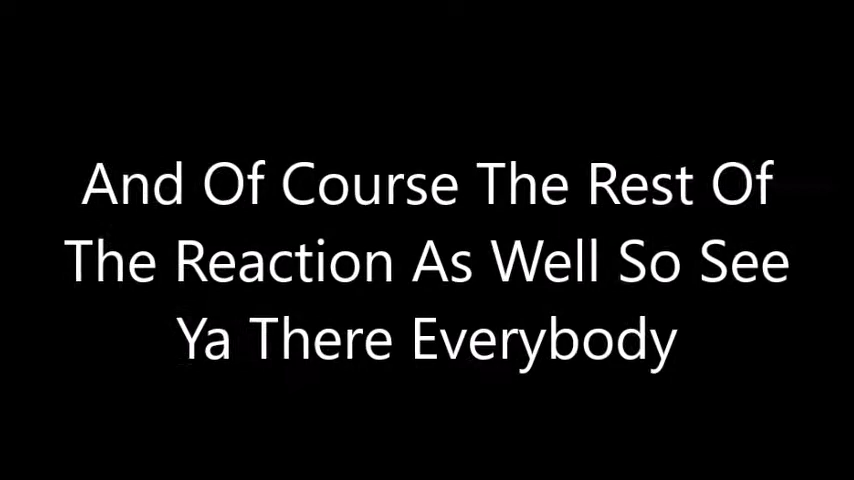 And Of Course The Rest Of
The Reaction As Well So See
Ya There Everybody